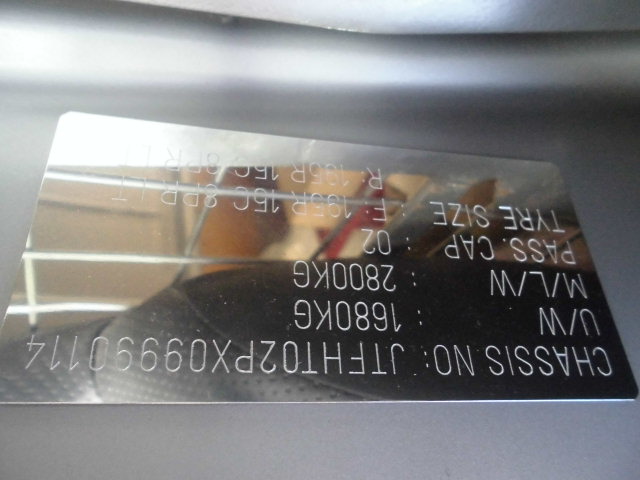 CHASSIS NO: JTFHT02PX09990114
U/W : 1680KG
M/L/W : 2800KG
PASS. CAP : 02
TYRE SIZE F: 195R 15C 8PR LT
R: 195R 15C 8PR LT